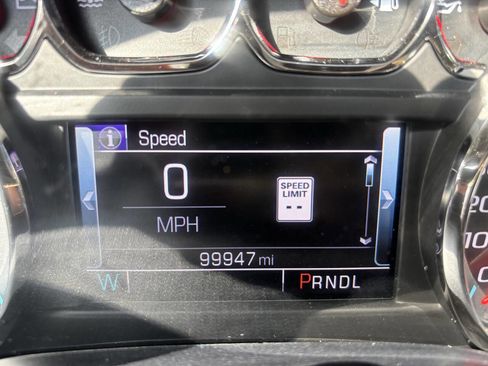 Speed
0
MPH
SPEED
LIMIT
--
99947 mi
W
PRNDL